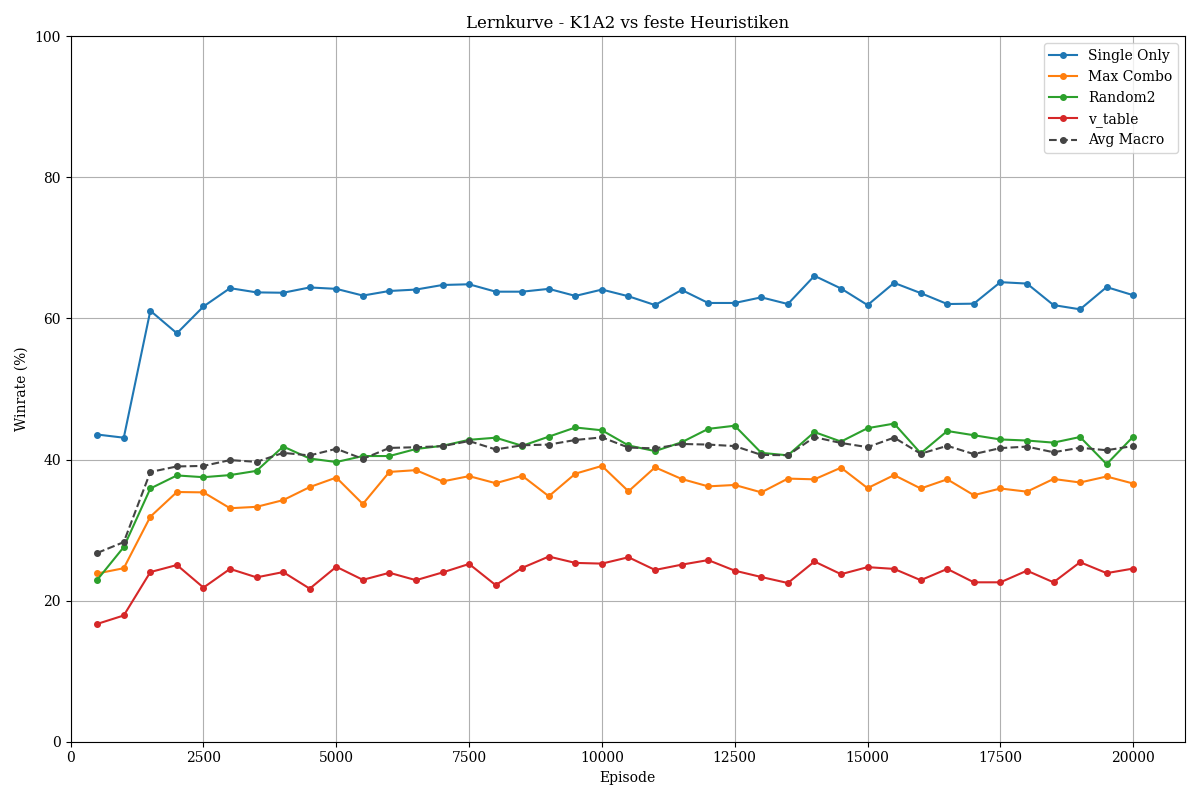 Lernkurve - K1A2 vs feste Heuristiken
100
80
60
40
20
0
Winrate (%)
Single Only
Max Combo
Random2
v_table
Avg Macro
0 2500 5000 7500 10000 12500 15000 17500 20000
Episode